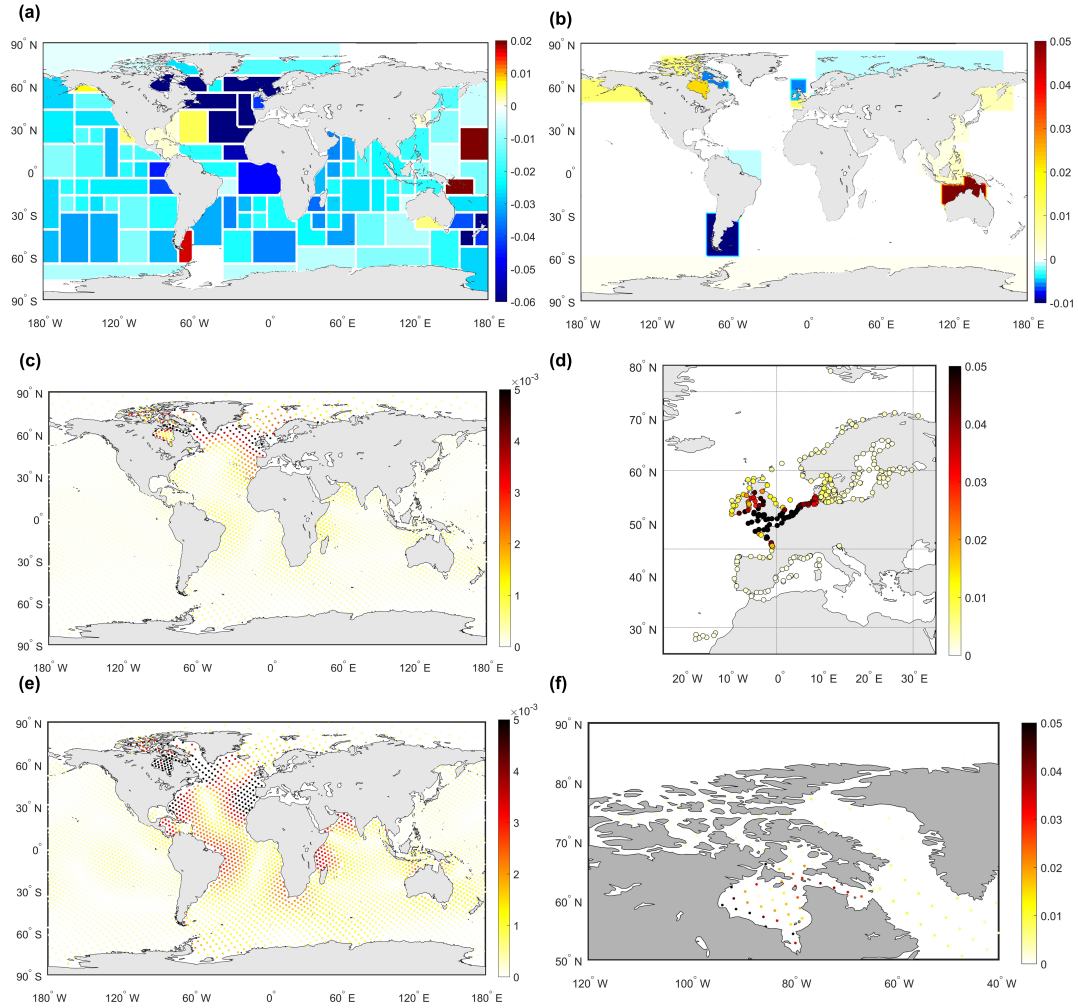 (a)
90° N
60° N
30° N
0°
30° S
60° S
90° S
180° W 120° W 60° W 0° 60° E 120° E 180° E
0.02
0.01
0
-0.01
-0.02
-0.03
-0.04
-0.05
-0.06
(b)
90° N
60° N
30° N
0°
30° S
60° S
90° S
180° W 120° W 60° W 0° 60° E 120° E 180° E
0.05
0.04
0.03
0.02
0.01
0
-0.01
(c)
90° N
60° N
30° N
0°
30° S
60° S
90° S
180° W 120° W 60° W 0° 60° E 120° E 180° E
×10⁻³
5
4
3
2
1
0
(d)
80° N
70° N
60° N
50° N
40° N
30° N
20° W 10° W 0° 10° E 20° E 30° E
0.05
0.04
0.03
0.02
0.01
0
(e)
90° N
60° N
30° N
0°
30° S
60° S
90° S
180° W 120° W 60° W 0° 60° E 120° E 180° E
×10⁻³
5
4
3
2
1
0
(f)
90° N
80° N
70° N
60° N
50° N
120° W 100° W 80° W 60° W 40° W
0.05
0.04
0.03
0.02
0.01
0